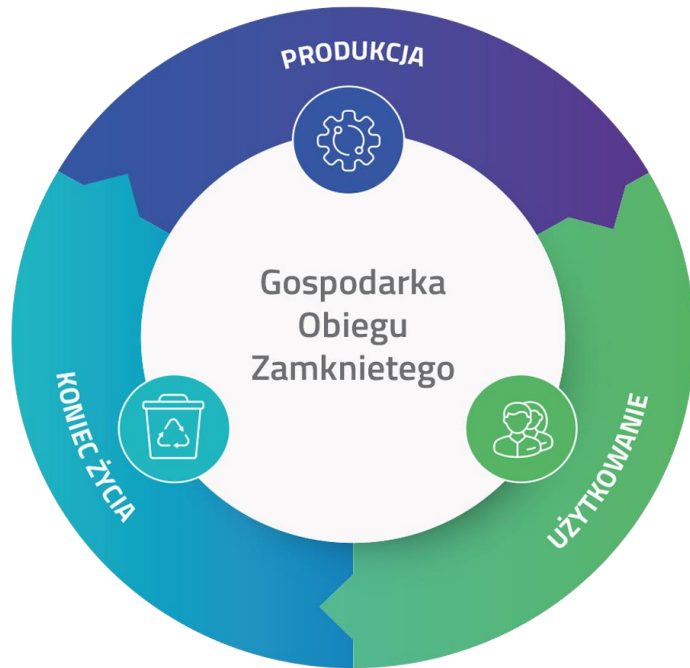 PRODUKCJA
Gospodarka
Obiegu
Zamknietego
KONIEC ŻYCIA
UŻYTKOWANIE